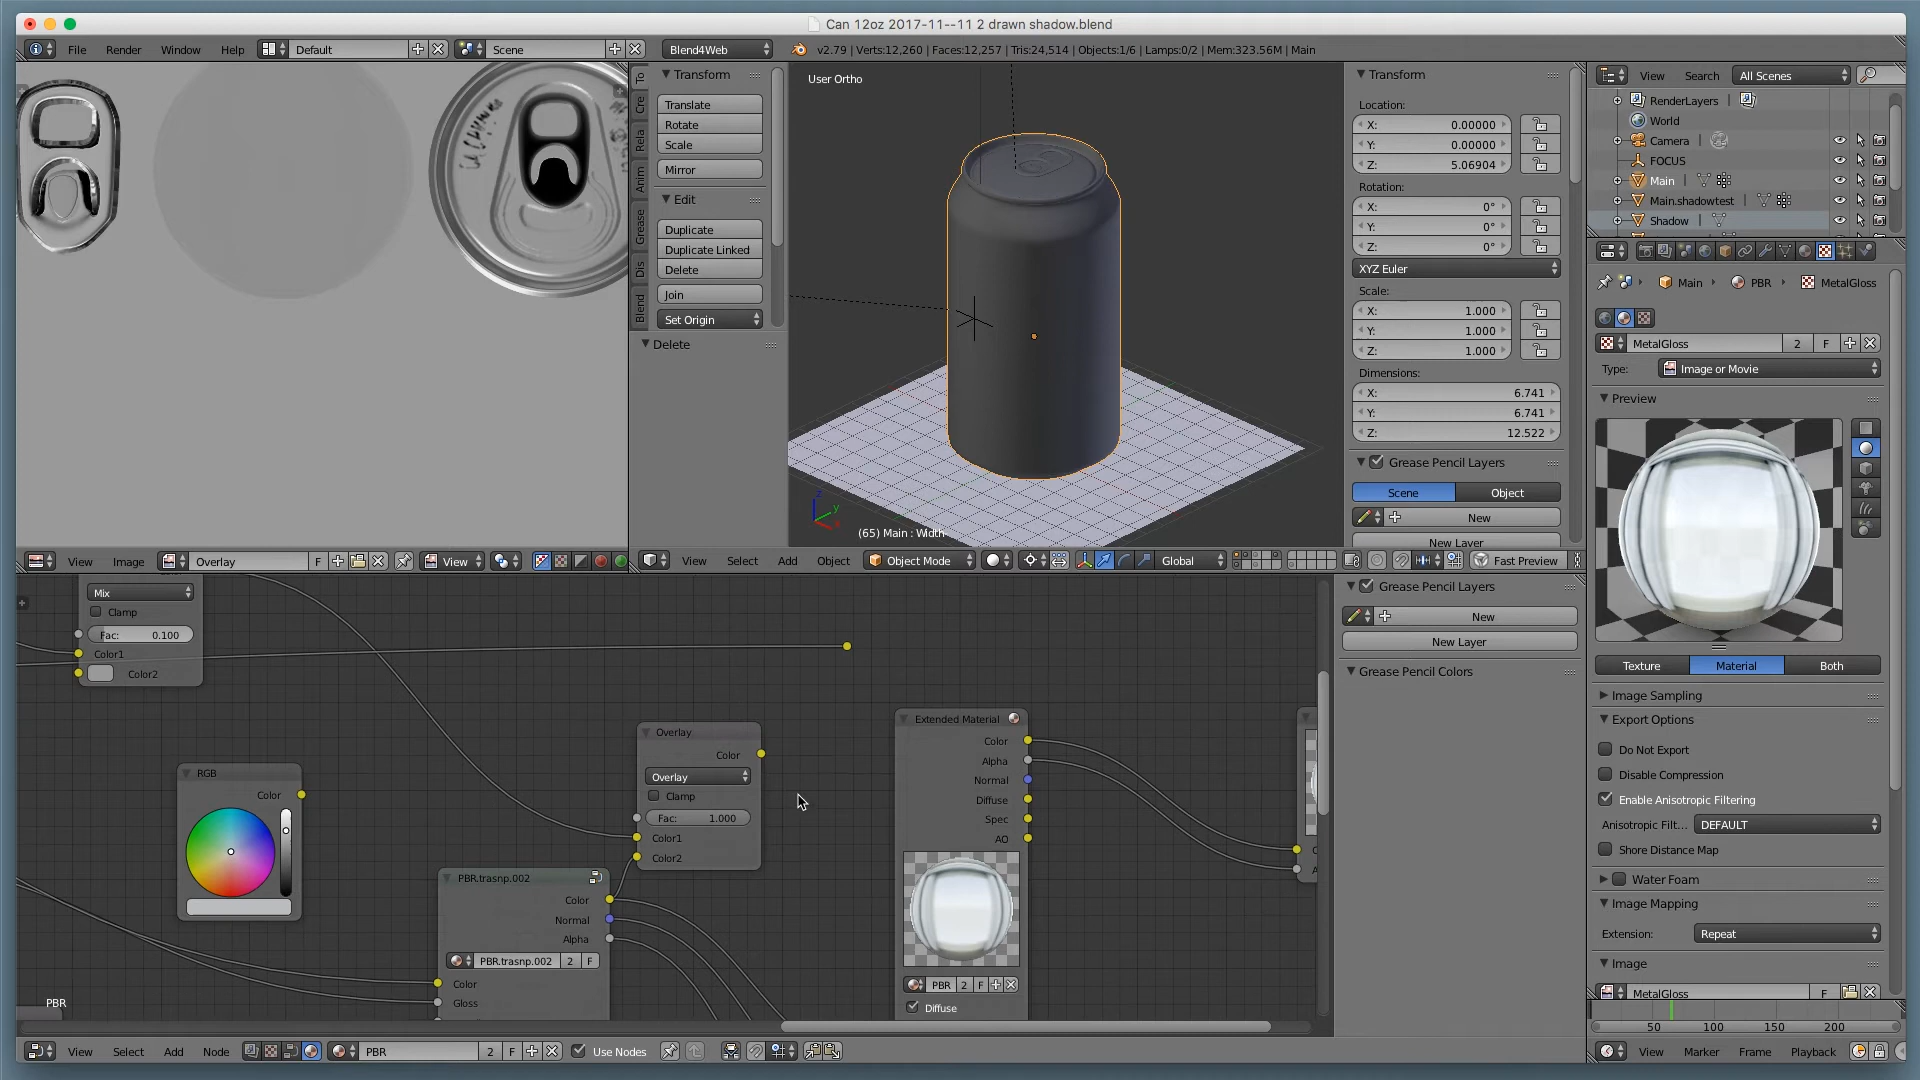 Can 12oz 2017-11--11 2 drawn shadow.blend
File Render Window Help Default Scene Blend4Web v2.79 | Verts:12,260 | Faces:12,257 | Tris:24,514 | Objects:1/6 | Lamps:0/2 | Mem:323.56M | Main
To
Cre
Rela
Anim
Grease
Dis
Blend
Transform
Translate
Rotate
Scale
Mirror
Edit
Duplicate
Duplicate Linked
Delete
Join
Set Origin
Delete
User Ortho
z
y
(65) Main : Width
Transform
Location:
X: 0.00000
Y: 0.00000
Z: 5.06904
Rotation:
X: 0°
Y: 0°
Z: 0°
XYZ Euler
Scale:
X: 1.000
Y: 1.000
Z: 1.000
Dimensions:
X: 6.741
Y: 6.741
Z: 12.522
Grease Pencil Layers
Scene Object
New
New Layer
View Search All Scenes
RenderLayers
World
Camera
FOCUS
Main
Main.shadowtest
Shadow
Main PBR MetalGloss
MetalGloss 2 F
Type: Image or Movie
Preview
Texture Material Both
Image Sampling
Export Options
Do Not Export
Disable Compression
Enable Anisotropic Filtering
Anisotropic Filt... DEFAULT
Shore Distance Map
Water Foam
Image Mapping
Extension: Repeat
Image
MetalGloss F
50 100 150 200
View Marker Frame Playback
View Image Overlay F View
View Select Add Object Object Mode Global Fast Preview
Mix
Clamp
Fac: 0.100
Color1
Color2
RGB
Color
Overlay
Color
Overlay
Clamp
Fac: 1.000
Color1
Color2
PBR.trasnp.002
Color
Normal
Alpha
PBR.trasnp.002 2 F
Color
Gloss
Extended Material
Color
Alpha
Normal
Diffuse
Spec
AO
PBR 2 F
Diffuse
PBR
Grease Pencil Layers
New
New Layer
Grease Pencil Colors
View Select Add Node PBR 2 F Use Nodes